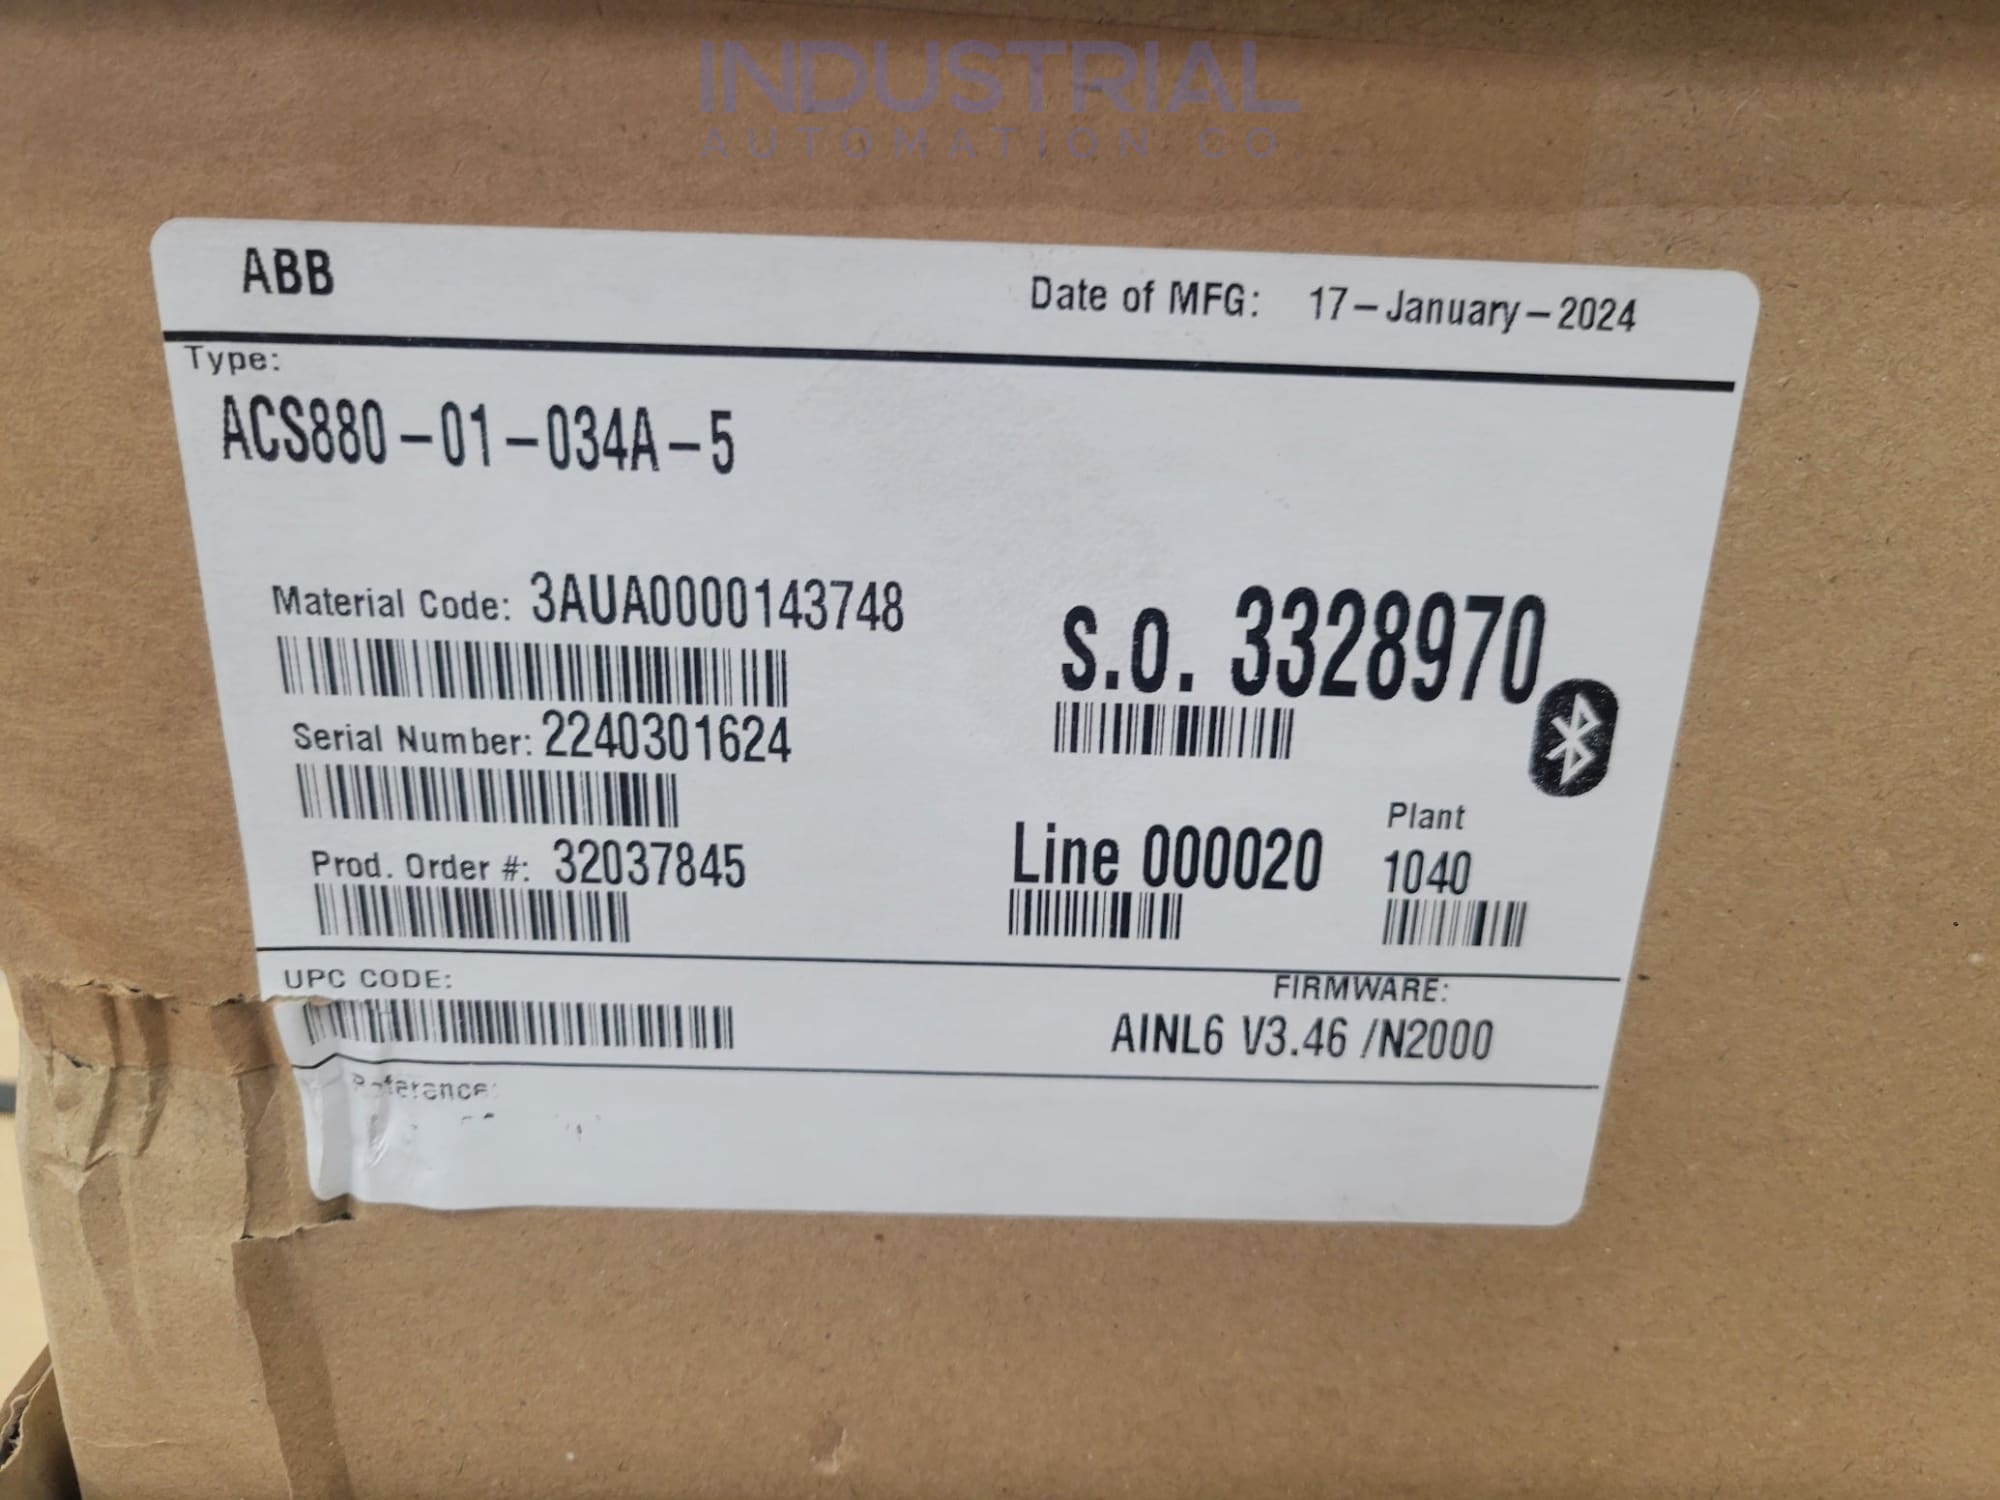 INDUSTRIAL
AUTOMATION CO.
ABB
Date of MFG: 17-January-2024
Type:
ACS880-01-034A-5
Material Code: 3AUA0000143748
S.O. 3328970
Serial Number: 2240301624
Plant
Line 000020
1040
Prod. Order #: 32037845
UPC CODE:
FIRMWARE:
AINL6 V3.46 /N2000
Reference: